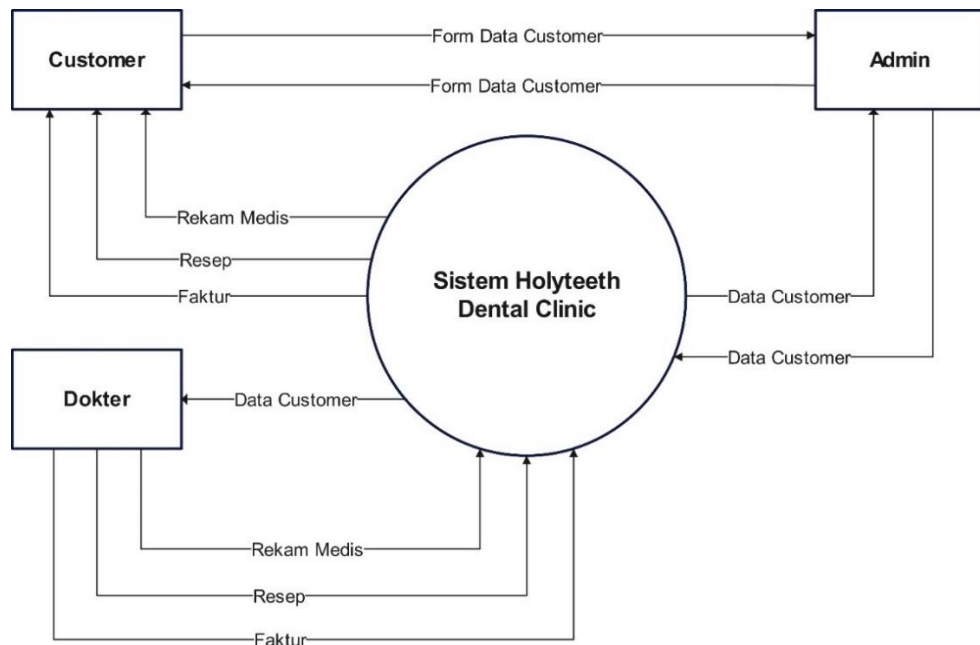 Customer
Form Data Customer
Admin
Form Data Customer
Rekam Medis
Resep
Faktur
Sistem Holyteeth
Dental Clinic
Data Customer
Data Customer
Dokter
Data Customer
Rekam Medis
Resep
Faktur